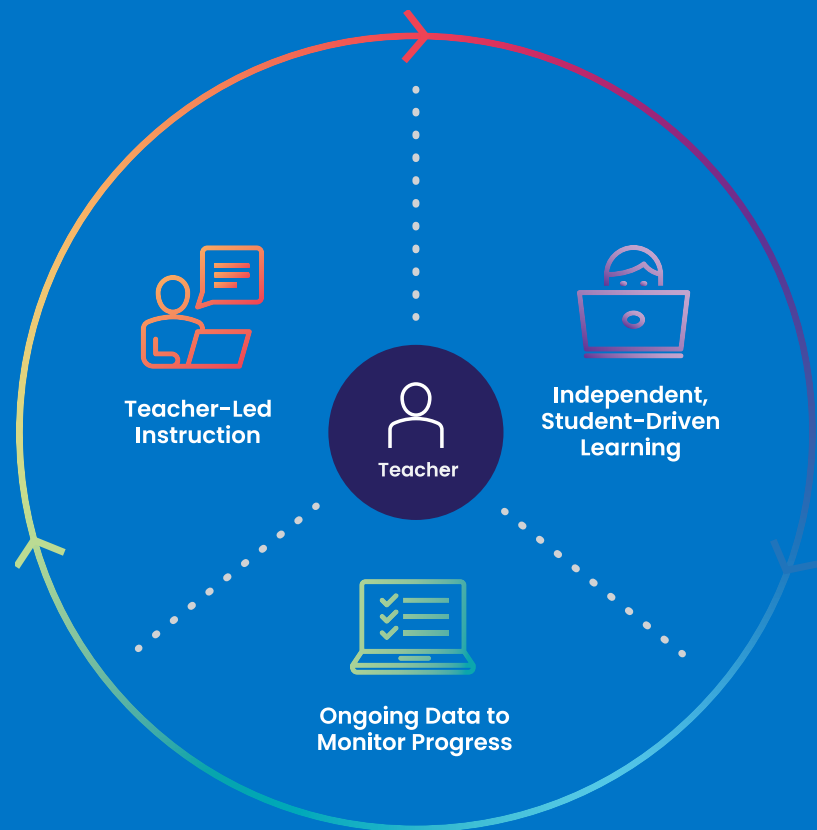 Teacher-Led
Instruction
Independent,
Student-Driven
Learning
Teacher
Ongoing Data to
Monitor Progress